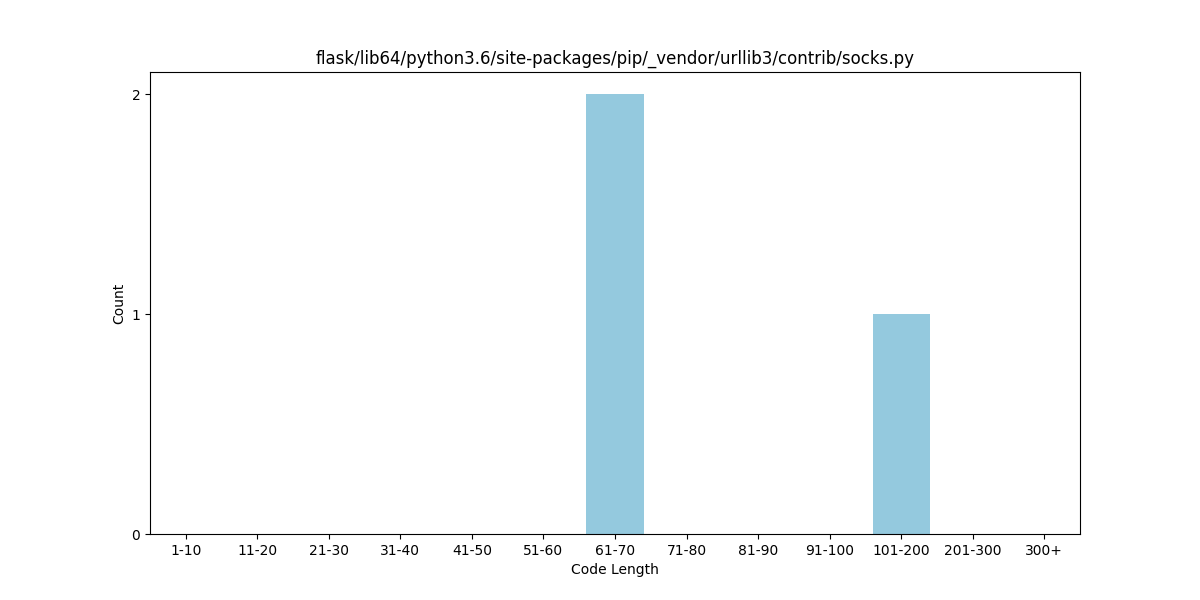 flask/lib64/python3.6/site-packages/pip/_vendor/urllib3/contrib/socks.py
2
1
0
Count
1-10 11-20 21-30 31-40 41-50 51-60 61-70 71-80 81-90 91-100 101-200 201-300 300+
Code Length